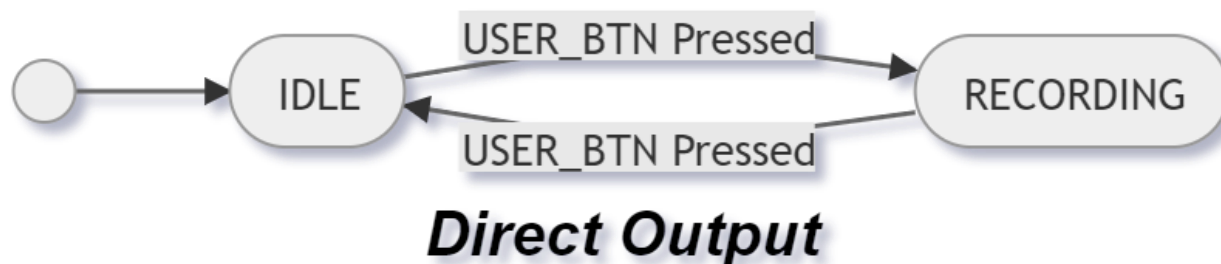 USER_BTN Pressed
IDLE
RECORDING
USER_BTN Pressed
Direct Output